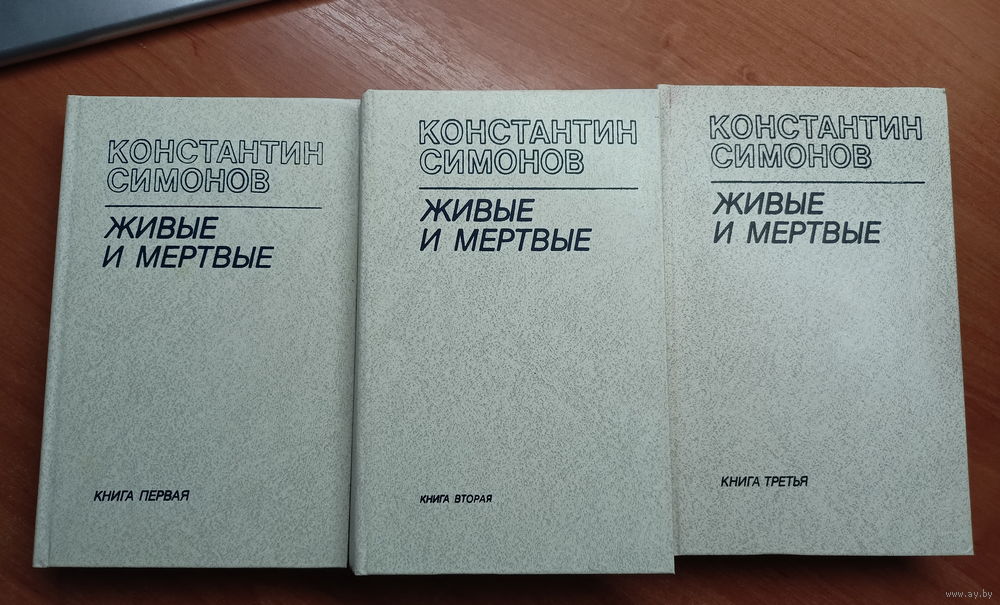 КОНСТАНТИН
СИМОНОВ
ЖИВЫЕ
И МЕРТВЫЕ
КНИГА ПЕРВАЯ
КОНСТАНТИН
СИМОНОВ
ЖИВЫЕ
И МЕРТВЫЕ
КНИГА ВТОРАЯ
КОНСТАНТИН
СИМОНОВ
ЖИВЫЕ
И МЕРТВЫЕ
КНИГА ТРЕТЬЯ
www.ay.by